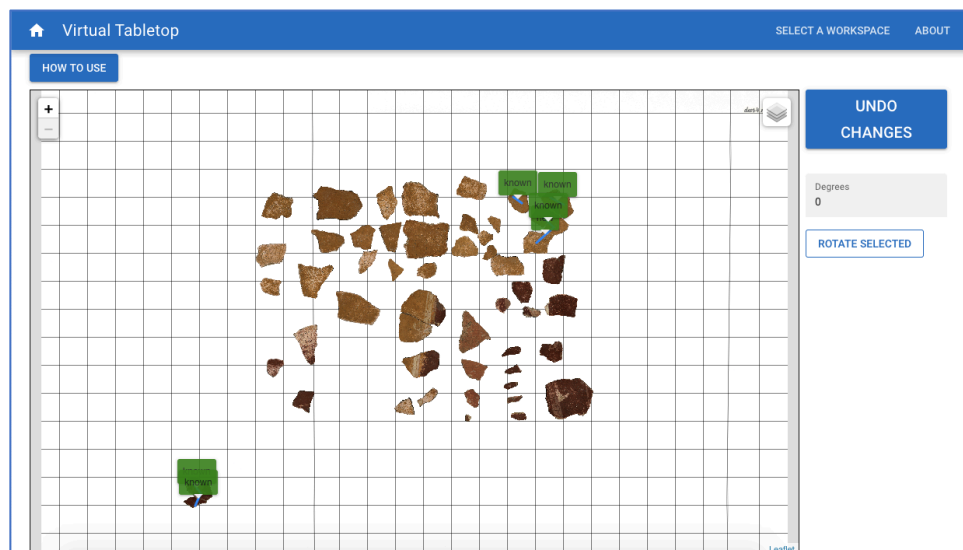 Virtual Tabletop
SELECT A WORKSPACE
ABOUT
HOW TO USE
+
−
UNDO
CHANGES
known
known
known
Degrees
0
ROTATE SELECTED
known
Leaflet